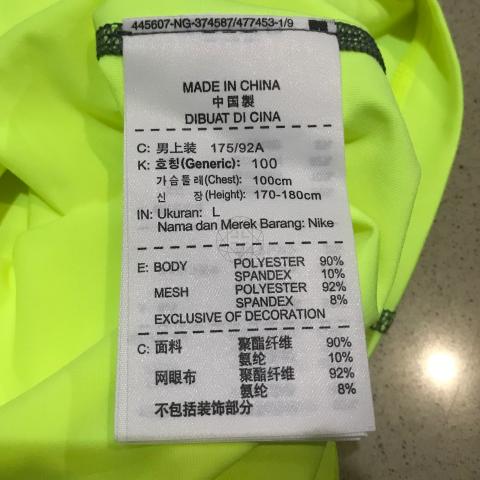 445607-NG-374587/477453-1/9
MADE IN CHINA
中国製
DIBUAT DI CINA
C: 男上装 175/92A
K: 호칭(Generic): 100
가슴둘레(Chest): 100cm
신 장(Height): 170-180cm
IN: Ukuran: L
Nama dan Merek Barang: Nike
E: BODY POLYESTER 90%
SPANDEX 10%
MESH POLYESTER 92%
SPANDEX 8%
EXCLUSIVE OF DECORATION
C: 面料 聚酯纤维 90%
氨纶 10%
网眼布 聚酯纤维 92%
氨纶 8%
不包括装饰部分